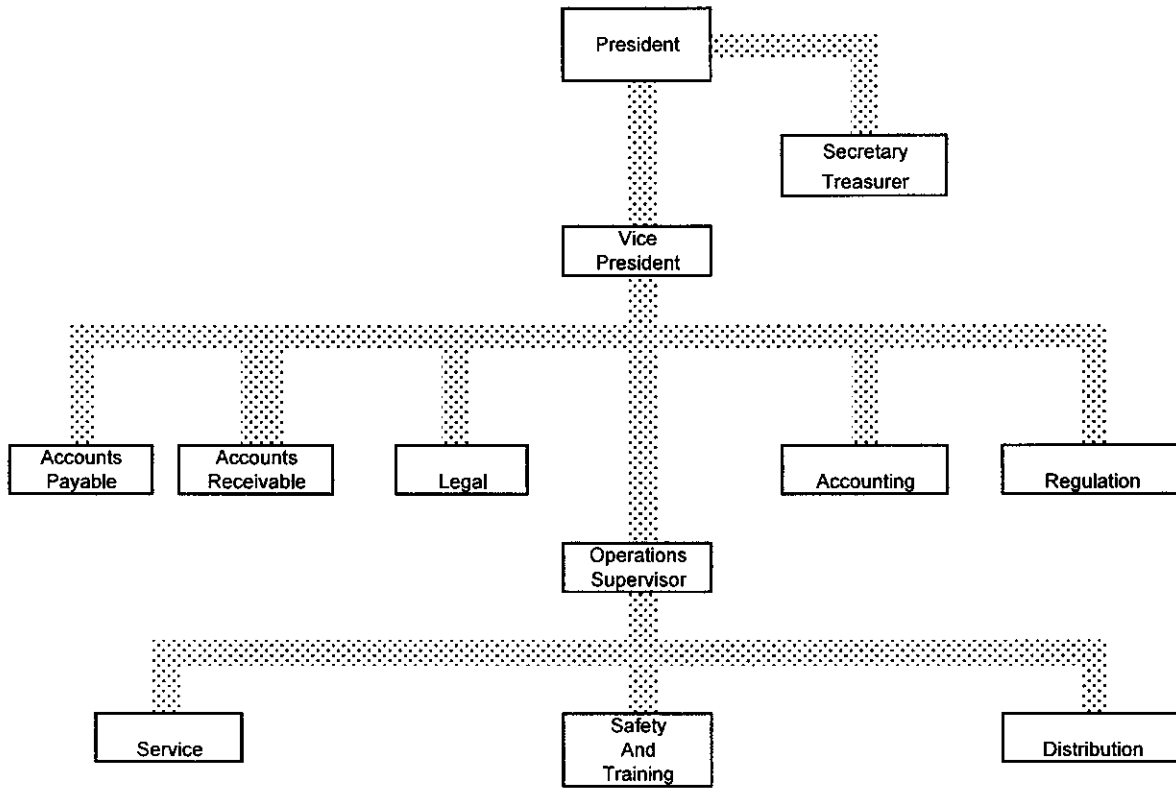 President
Secretary
Treasurer
Vice
President
Accounts
Payable
Accounts
Receivable
Legal
Accounting
Regulation
Operations
Supervisor
Service
Safety
And
Training
Distribution